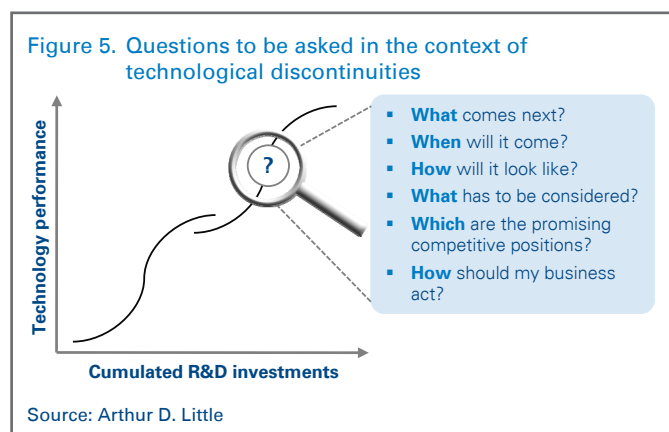 Figure 5. Questions to be asked in the context of
technological discontinuities
Technology performance
?
▪ What comes next?
▪ When will it come?
▪ How will it look like?
▪ What has to be considered?
▪ Which are the promising
competitive positions?
▪ How should my business
act?
Cumulated R&D investments
Source: Arthur D. Little